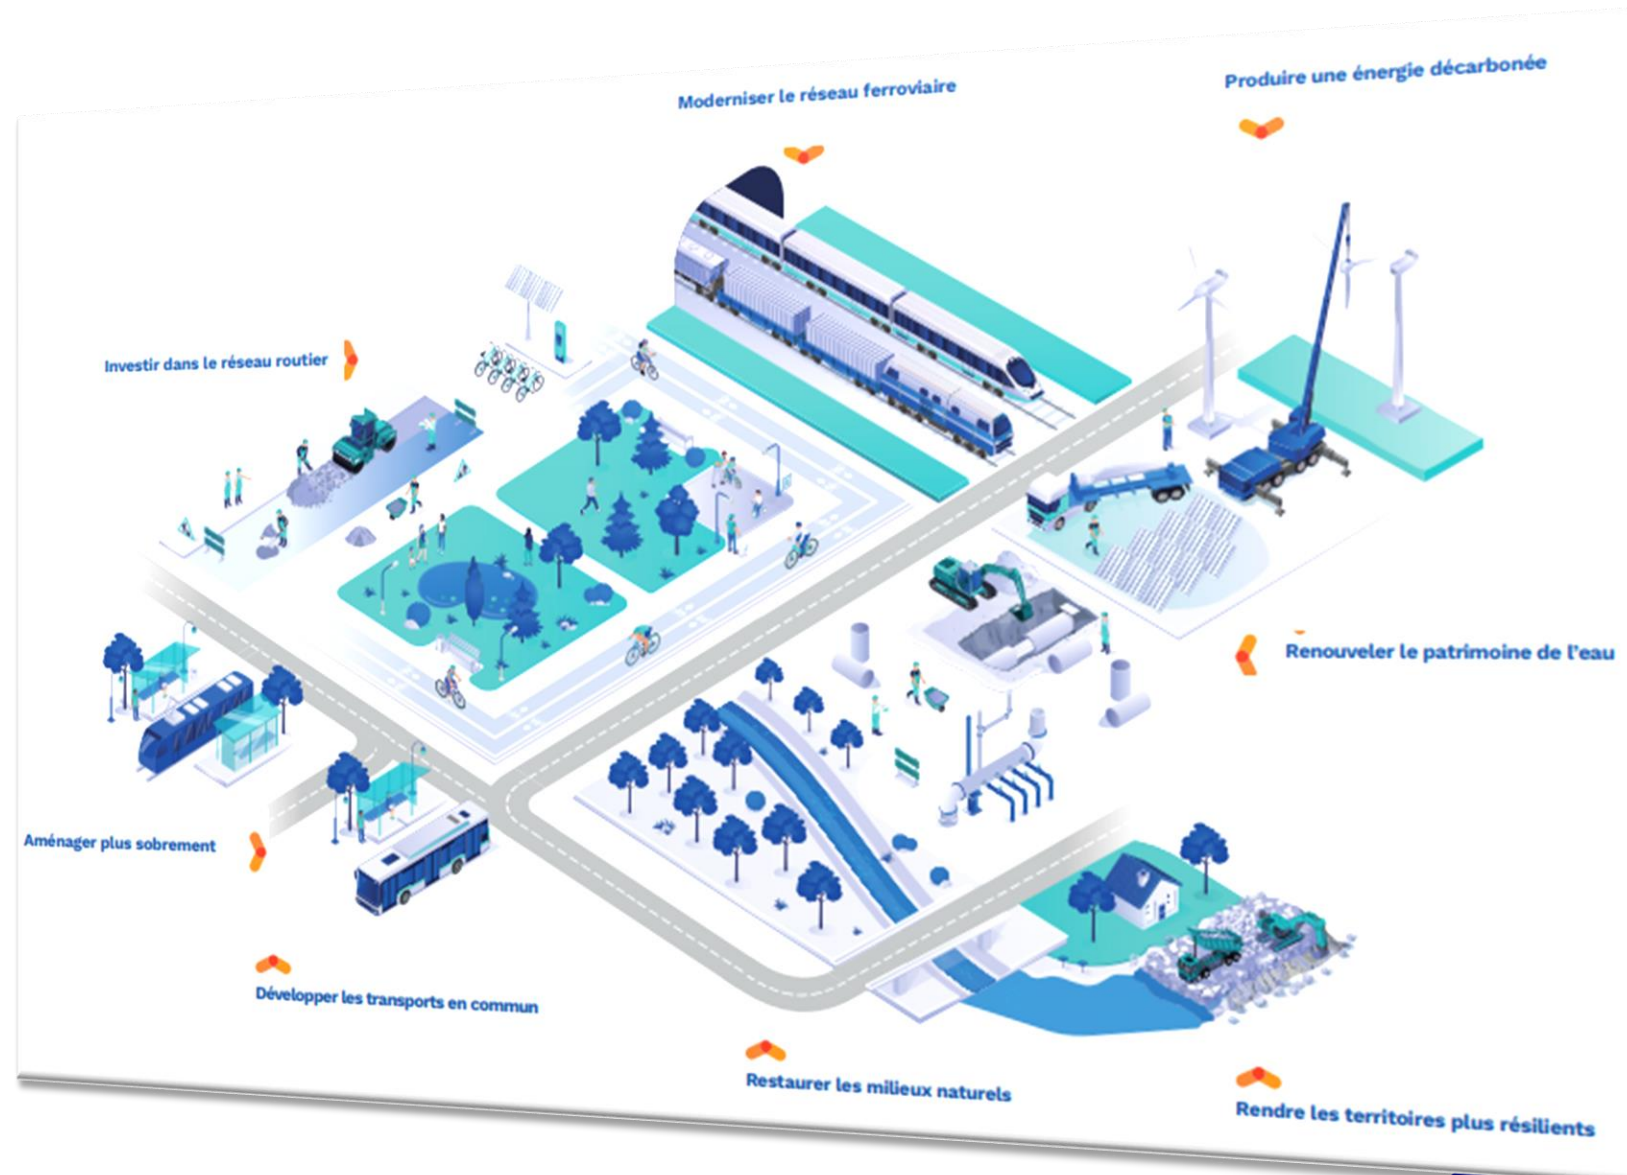 Moderniser le réseau ferroviaire
Produire une énergie décarbonée
Investir dans le réseau routier
Renouveler le patrimoine de l'eau
Aménager plus sobrement
Développer les transports en commun
Restaurer les milieux naturels
Rendre les territoires plus résilients